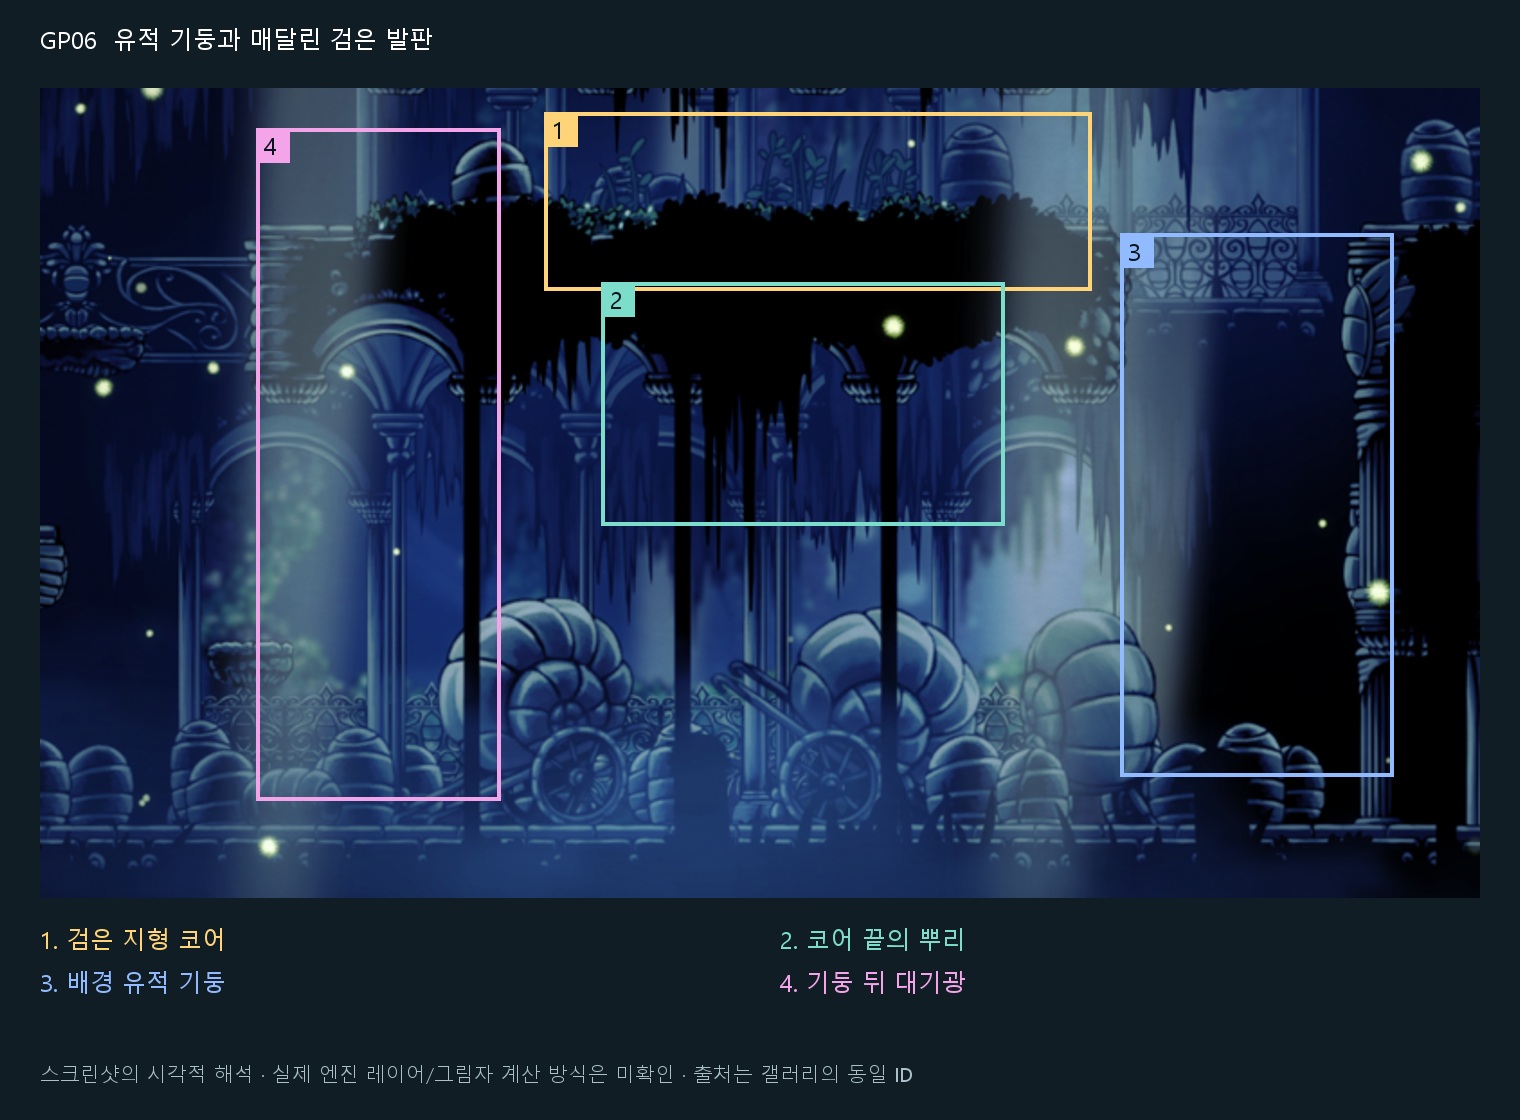 GP06 유적 기둥과 매달린 검은 발판
1
4
3
2
1. 검은 지형 코어
2. 코어 끝의 뿌리
3. 배경 유적 기둥
4. 기둥 뒤 대기광
스크린샷의 시각적 해석 · 실제 엔진 레이어/그림자 계산 방식은 미확인 · 출처는 갤러리의 동일 ID